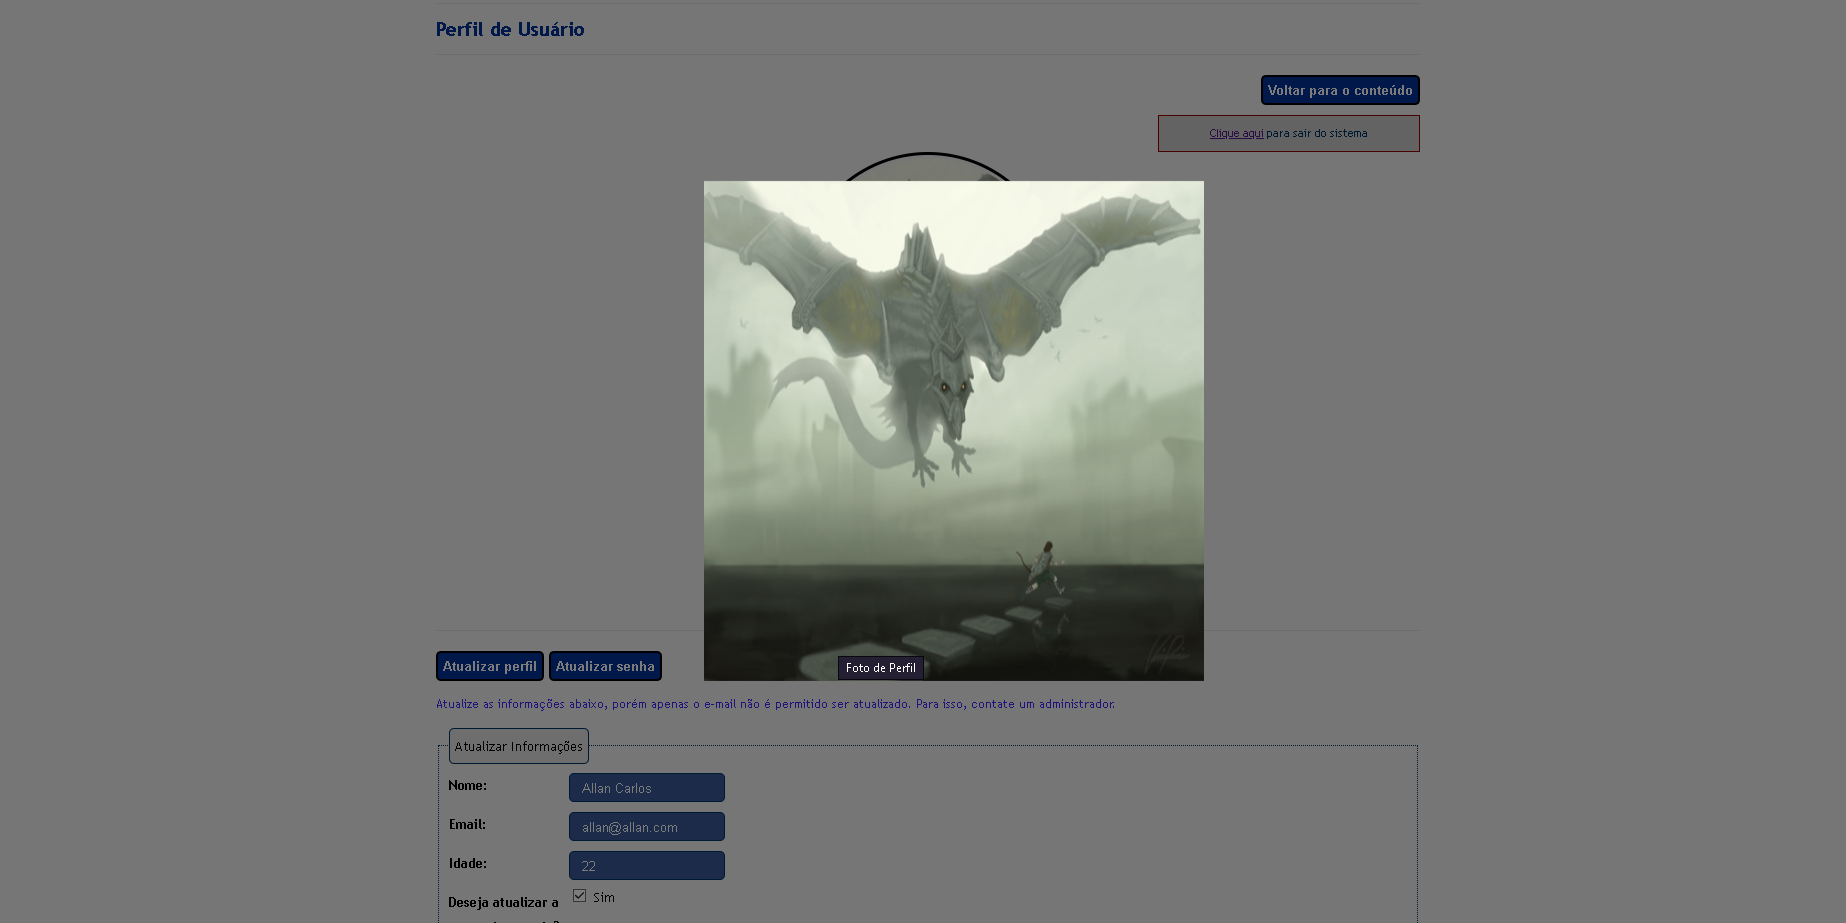 Perfil de Usuário
Voltar para o conteúdo
Clique aqui para sair do sistema
Foto de Perfil
Atualizar perfil Atualizar senha
Atualize as informações abaixo, porém apenas o e-mail não é permitido ser atualizado. Para isso, contate um administrador.
Atualizar Informações
Nome: Allan Carlos
Email: allan@allan.com
Idade: 22
Deseja atualizar a Sim